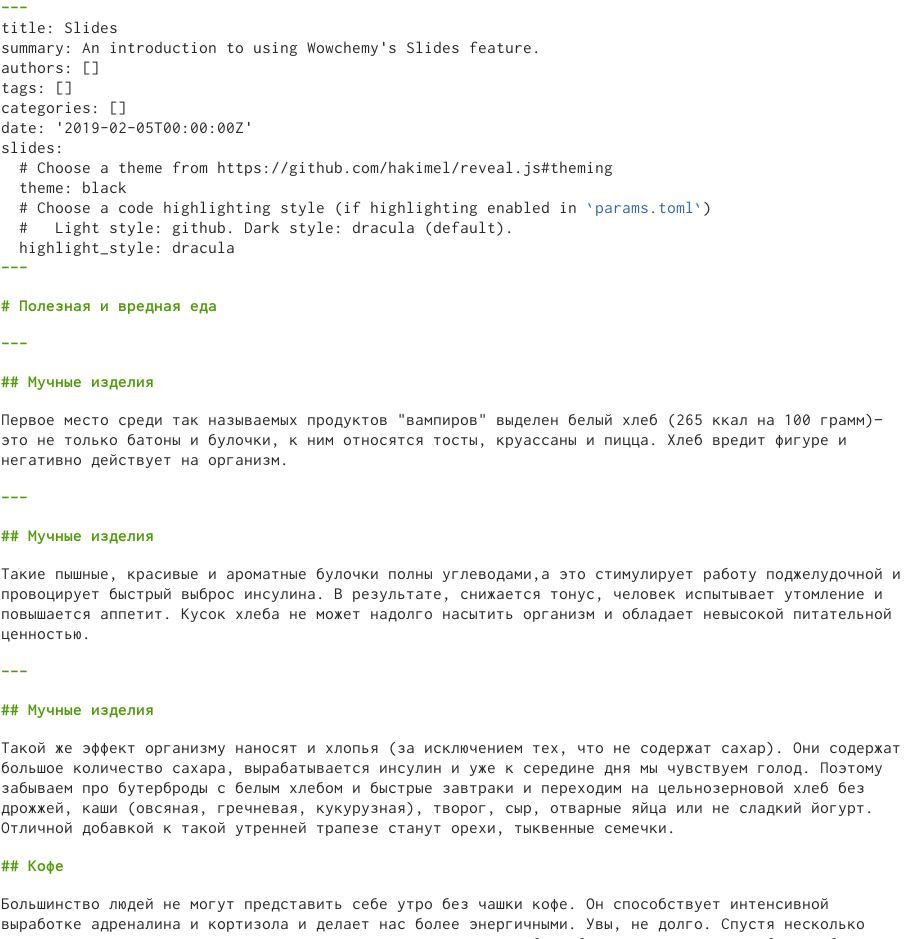 ---
title: Slides
summary: An introduction to using Wowchemy's Slides feature.
authors: []
tags: []
categories: []
date: '2019-02-05T00:00:00Z'
slides:
  # Choose a theme from https://github.com/hakimel/reveal.js#theming
  theme: black
  # Choose a code highlighting style (if highlighting enabled in `params.toml`)
  #   Light style: github. Dark style: dracula (default).
  highlight_style: dracula
---
# Полезная и вредная еда
---
## Мучные изделия
Первое место среди так называемых продуктов "вампиров" выделен белый хлеб (265 ккал на 100 грамм)–
это не только батоны и булочки, к ним относятся тосты, круассаны и пицца. Хлеб вредит фигуре и
негативно действует на организм.
---
## Мучные изделия
Такие пышные, красивые и ароматные булочки полны углеводами,а это стимулирует работу поджелудочной и
провоцирует быстрый выброс инсулина. В результате, снижается тонус, человек испытывает утомление и
повышается аппетит. Кусок хлеба не может надолго насытить организм и обладает невысокой питательной
ценностью.
---
## Мучные изделия
Такой же эффект организму наносят и хлопья (за исключением тех, что не содержат сахар). Они содержат
большое количество сахара, вырабатывается инсулин и уже к середине дня мы чувствуем голод. Поэтому
забываем про бутерброды с белым хлебом и быстрые завтраки и переходим на цельнозерновой хлеб без
дрожжей, каши (овсяная, гречневая, кукурузная), творог, сыр, отварные яйца или не сладкий йогурт.
Отличной добавкой к такой утренней трапезе станут орехи, тыквенные семечки.
## Кофе
Большинство людей не могут представить себе утро без чашки кофе. Он способствует интенсивной
выработке адреналина и кортизола и делает нас более энергичными. Увы, не долго. Спустя несколько